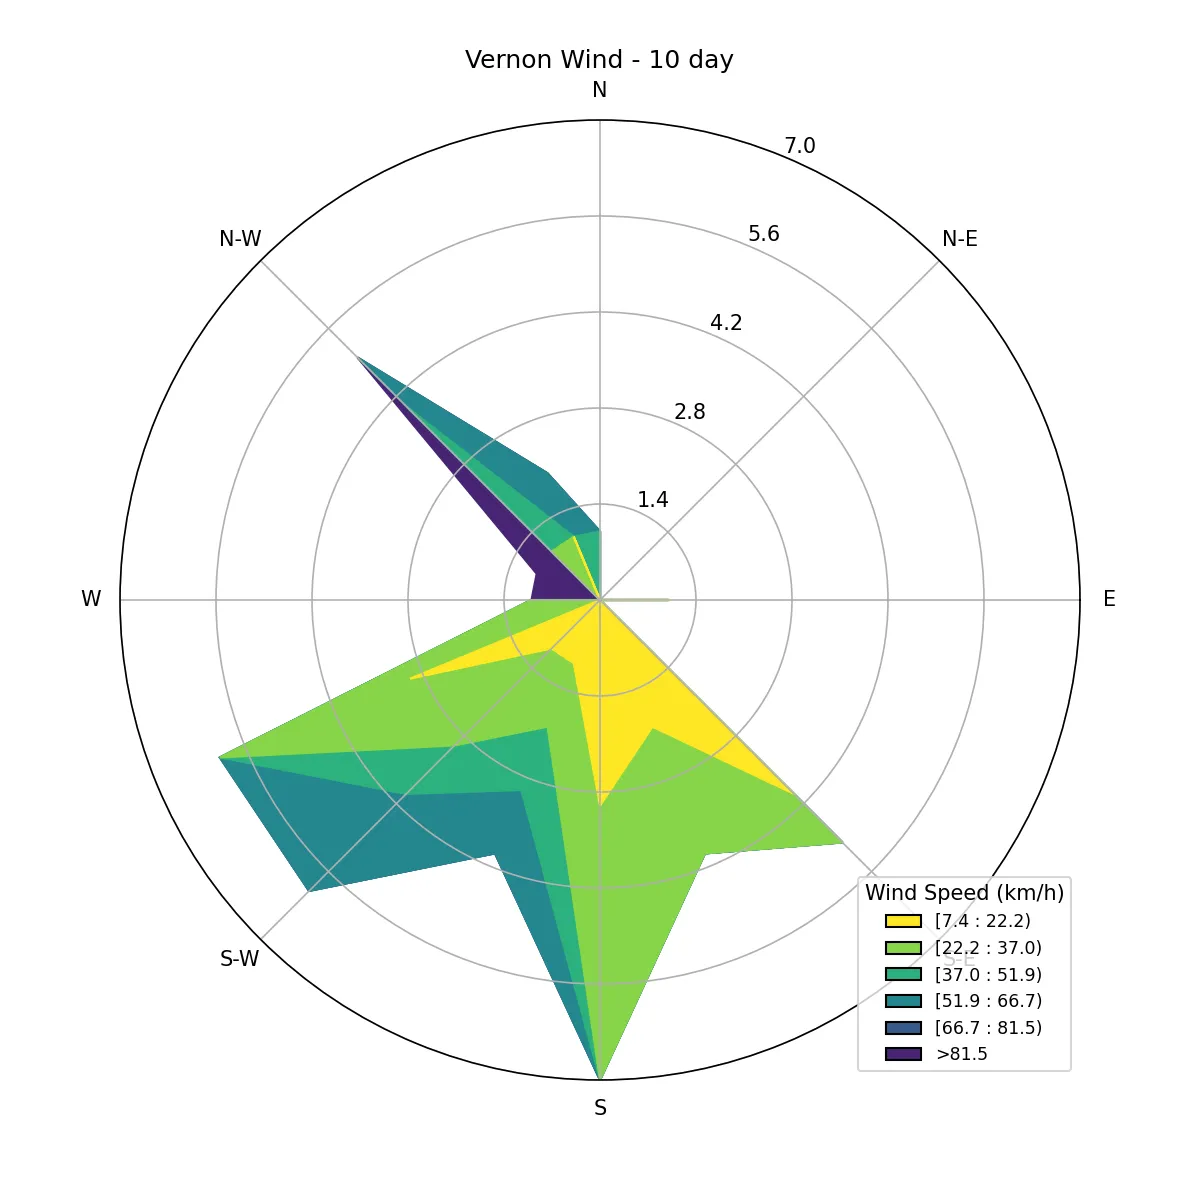 Vernon Wind - 10 day
N
7.0
N-W
5.6
N-E
4.2
2.8
1.4
W
E
Wind Speed (km/h)
[7.4 : 22.2)
[22.2 : 37.0)
S-W
S-E
[37.0 : 51.9)
[51.9 : 66.7)
[66.7 : 81.5)
>81.5
S